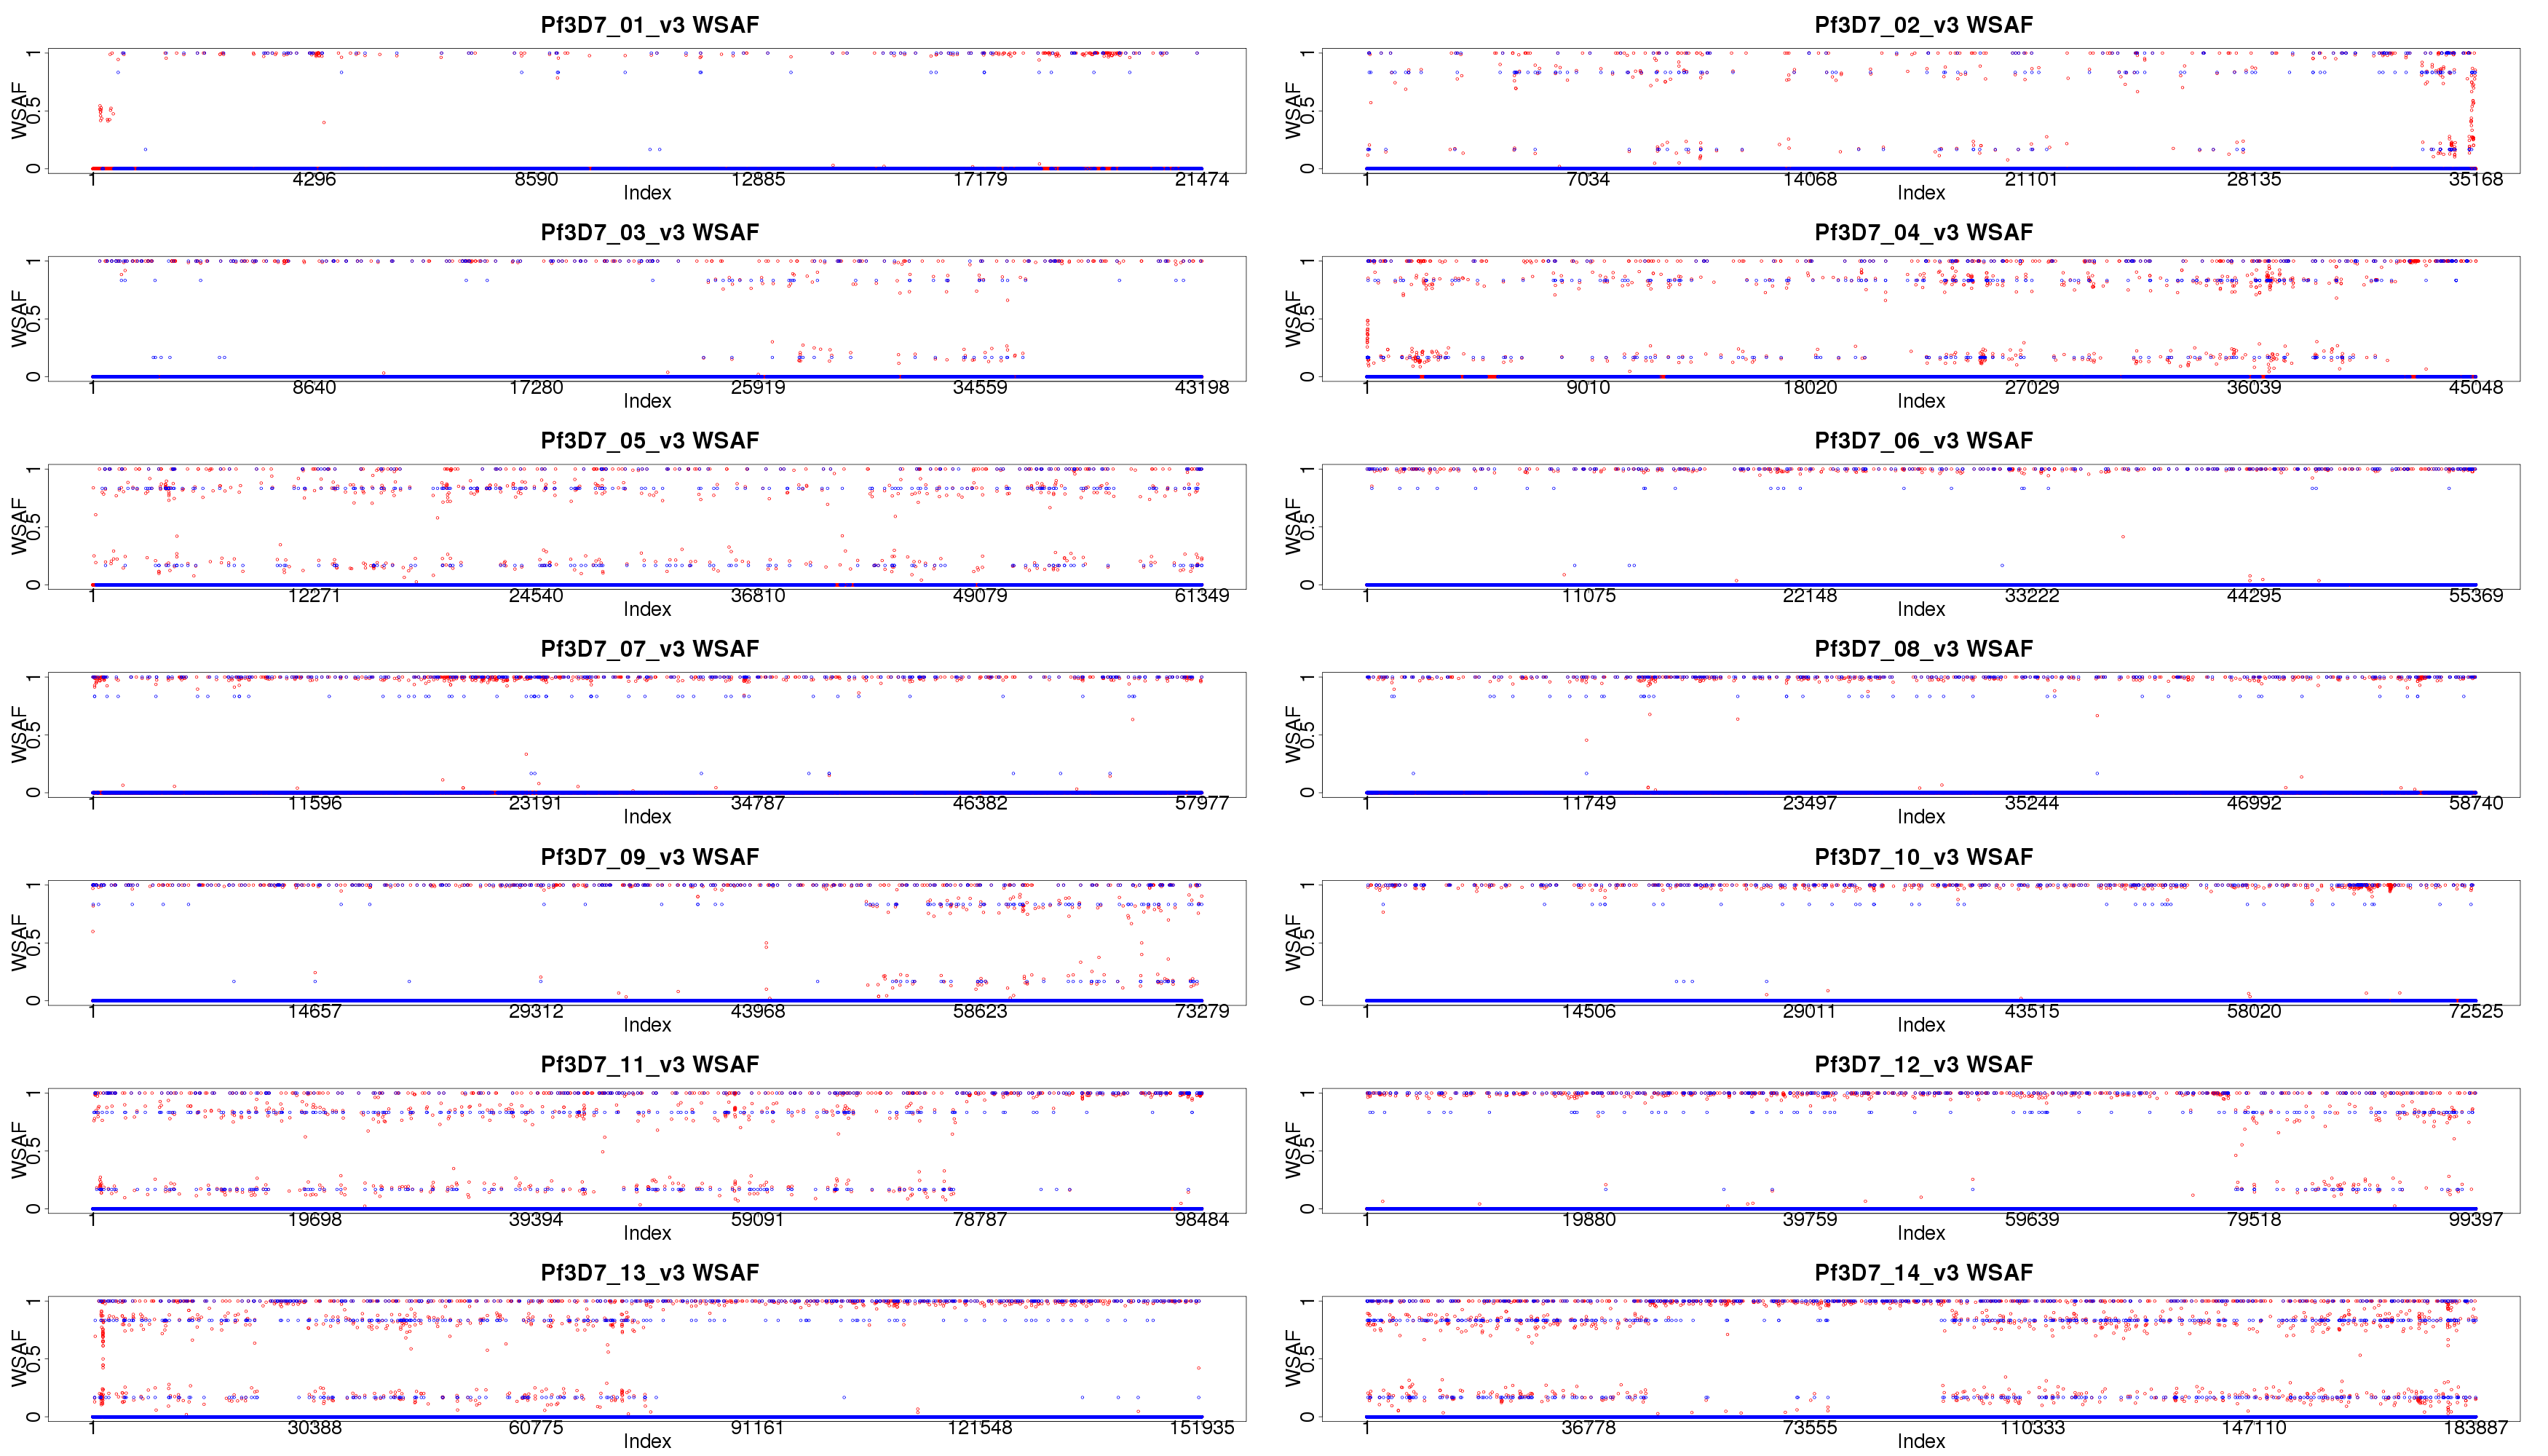 Pf3D7_01_v3 WSAF
WSAF
1
0.5
0
1 4296 8590 12885 17179 21474
Index
Pf3D7_02_v3 WSAF
WSAF
1
0.5
0
1 7034 14068 21101 28135 35168
Index
Pf3D7_03_v3 WSAF
WSAF
1
0.5
0
1 8640 17280 25919 34559 43198
Index
Pf3D7_04_v3 WSAF
WSAF
1
0.5
0
1 9010 18020 27029 36039 45048
Index
Pf3D7_05_v3 WSAF
WSAF
1
0.5
0
1 12271 24540 36810 49079 61349
Index
Pf3D7_06_v3 WSAF
WSAF
1
0.5
0
1 11075 22148 33222 44295 55369
Index
Pf3D7_07_v3 WSAF
WSAF
1
0.5
0
1 11596 23191 34787 46382 57977
Index
Pf3D7_08_v3 WSAF
WSAF
1
0.5
0
1 11749 23497 35244 46992 58740
Index
Pf3D7_09_v3 WSAF
WSAF
1
0.5
0
1 14657 29312 43968 58623 73279
Index
Pf3D7_10_v3 WSAF
WSAF
1
0.5
0
1 14506 29011 43515 58020 72525
Index
Pf3D7_11_v3 WSAF
WSAF
1
0.5
0
1 19698 39394 59091 78787 98484
Index
Pf3D7_12_v3 WSAF
WSAF
1
0.5
0
1 19880 39759 59639 79518 99397
Index
Pf3D7_13_v3 WSAF
WSAF
1
0.5
0
1 30388 60775 91161 121548 151935
Index
Pf3D7_14_v3 WSAF
WSAF
1
0.5
0
1 36778 73555 110333 147110 183887
Index